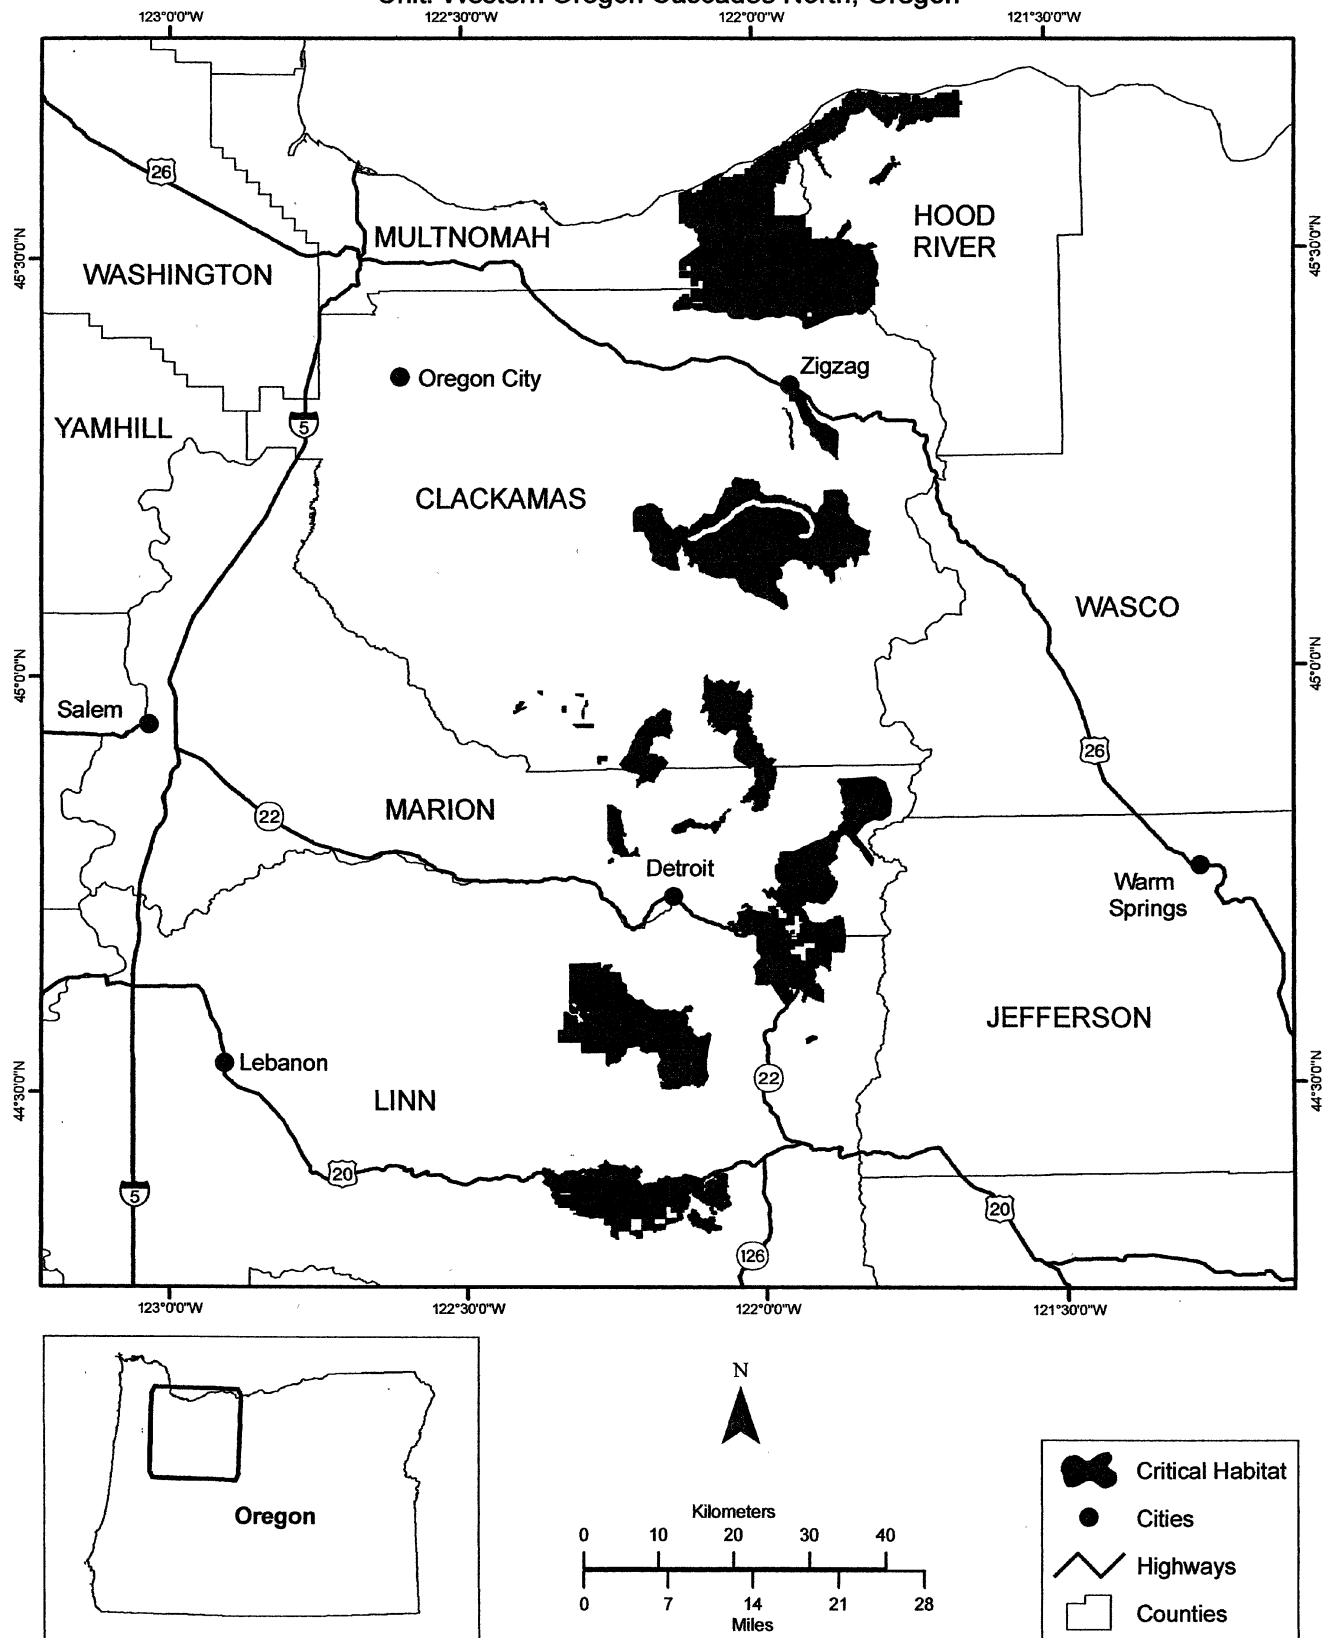 Unit: Western Oregon Cascades North, Oregon
123°0'0"W 122°30'0"W 122°0'0"W 121°30'0"W
26
MULTNOMAH
HOOD
RIVER
45°30'0"N
WASHINGTON
45°30'0"N
Zigzag
Oregon City
5
YAMHILL
CLACKAMAS
WASCO
45°0'0"N
45°0'0"N
Salem
26
22
MARION
Detroit
Warm
Springs
JEFFERSON
Lebanon
22
44°30'0"N
44°30'0"N
LINN
20
5
20
126
123°0'0"W 122°30'0"W 122°0'0"W 121°30'0"W
N
Oregon
Kilometers
0 10 20 30 40
0 7 14 21 28
Miles
Critical Habitat
Cities
Highways
Counties